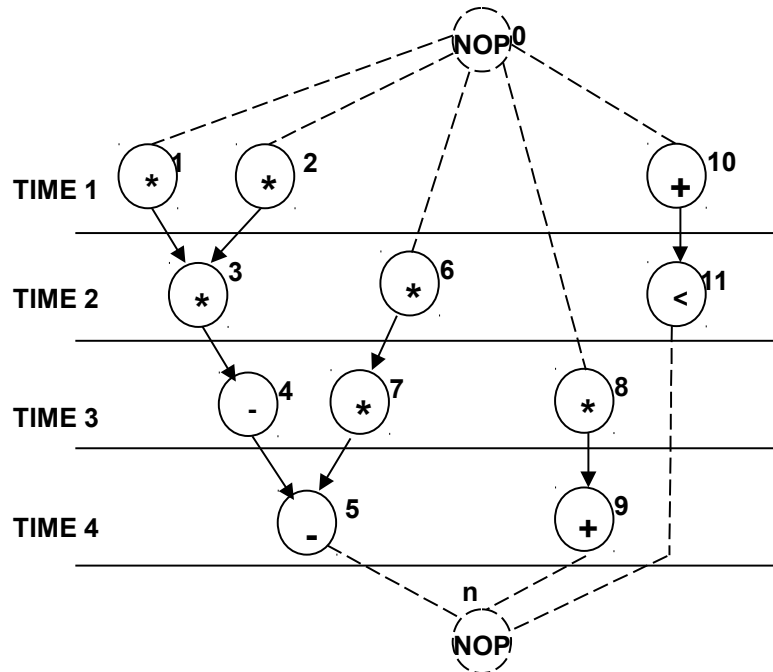 NOP 0
* 1
* 2
+ 10
TIME 1
* 3
* 6
< 11
TIME 2
- 4
* 7
* 8
TIME 3
- 5
+ 9
TIME 4
n
NOP